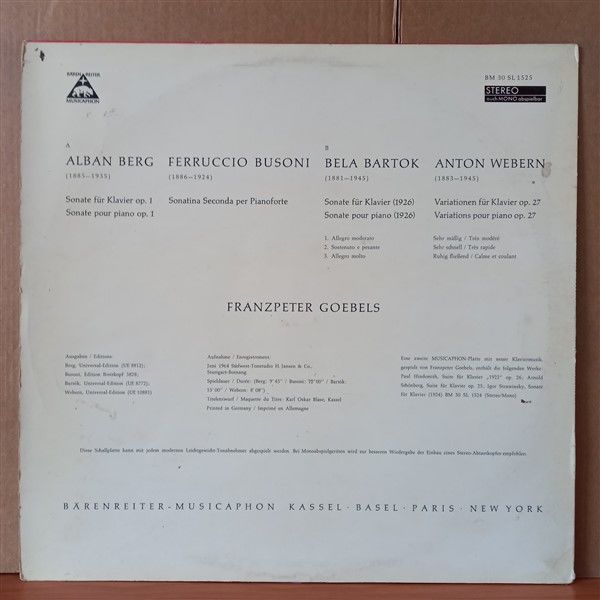 BÄREN REITER
MUSICAPHON
BM 30 SL 1525
STEREO
auch MONO abspielbar
A
ALBAN BERG
(1885—1935)
Sonate für Klavier op. 1
Sonate pour piano op. 1
FERRUCCIO BUSONI
(1886—1924)
Sonatina Seconda per Pianoforte
B
BELA BARTOK
(1881—1945)
Sonate für Klavier (1926)
Sonate pour piano (1926)
1. Allegro moderato
2. Sostenuto e pesante
3. Allegro molto
ANTON WEBERN
(1883—1945)
Variationen für Klavier op. 27
Variations pour piano op. 27
Sehr mäßig / Très modéré
Sehr schnell / Très rapide
Ruhig fließend / Calme et coulant
FRANZPETER GOEBELS
Ausgaben / Editions:
Berg, Universal-Edition (UE 8812);
Busoni, Edition Breitkopf 3828;
Bartók, Universal-Edition (UE 8772);
Webern, Universal-Edition (UE 10881)
Aufnahme / Enregistrement:
Juni 1964 Südwest-Tonstudio H. Jansen & Co.,
Stuttgart-Botnang
Spieldauer / Durée: (Berg: 9'45" / Busoni: / Bartók:
13'00" / Webern: 6'08")
Titelentwurf / Maquette du Titre: Karl Oskar Blase, Kassel
Printed in Germany / Imprimé en Allemagne
Eine zweite MUSICAPHON-Platte mit neuer Klaviermusik,
gespielt von Franzpeter Goebels, enthält die folgenden Werke:
Paul Hindemith, Suite für Klavier „1922" op. 26; Arnold
Schönberg, Suite für Klavier op. 25; Igor Strawinsky, Sonate
für Klavier (1924) BM 30 SL 1524 (Stereo/Mono)
Diese Schallplatte kann mit jedem modernen Leichtgewicht-Tonabnehmer abgespielt werden. Bei Monoabspielgeräten wird zur besseren Wiedergabe der Einbau eines Stereo-Abtastkopfes empfohlen.
BÄRENREITER-MUSICAPHON KASSEL · BASEL · PARIS · NEW YORK